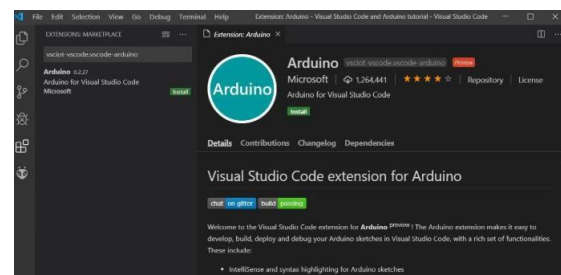 File Edit Selection View Go Debug Terminal Help Extension: Arduino - Visual Studio Code and Arduino tutorial - Visual Studio Code
EXTENSIONS: MARKETPLACE
vsciot-vscode.vscode-arduino
Arduino 0.2.27
Arduino for Visual Studio Code
Microsoft Install
Extension: Arduino
Arduino
Arduino vsciot-vscode.vscode-arduino Preview
Microsoft 1,264,441 Repository License
Arduino for Visual Studio Code
Install
Details Contributions Changelog Dependencies
Visual Studio Code extension for Arduino
chat on gitter build passing
Welcome to the Visual Studio Code extension for Arduino preview ! The Arduino extension makes it easy to
develop, build, deploy and debug your Arduino sketches in Visual Studio Code, with a rich set of functionalities.
These include:
• IntelliSense and syntax highlighting for Arduino sketches